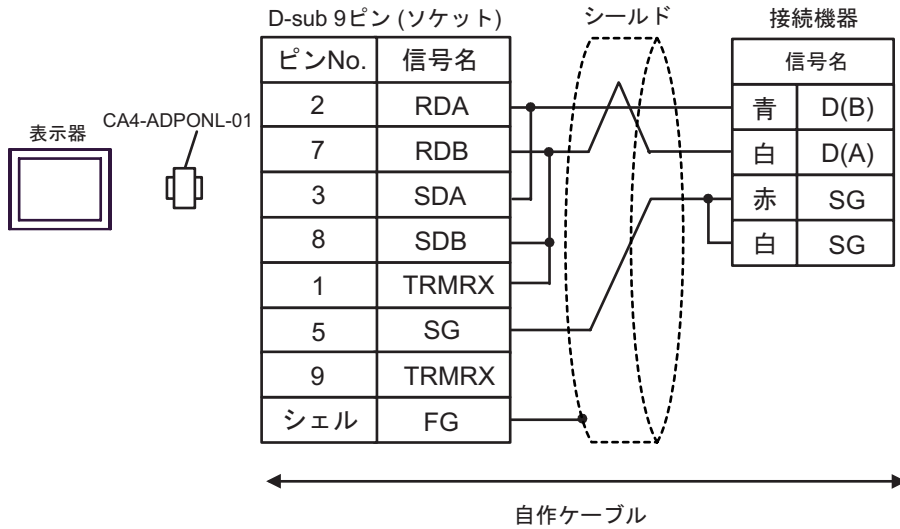 D-sub 9ピン (ソケット)
シールド
接続機器
表示器
CA4-ADPONL-01
ピンNo. 信号名
2 RDA
7 RDB
3 SDA
8 SDB
1 TRMRX
5 SG
9 TRMRX
シェル FG
信号名
青 D(B)
白 D(A)
赤 SG
白 SG
自作ケーブル